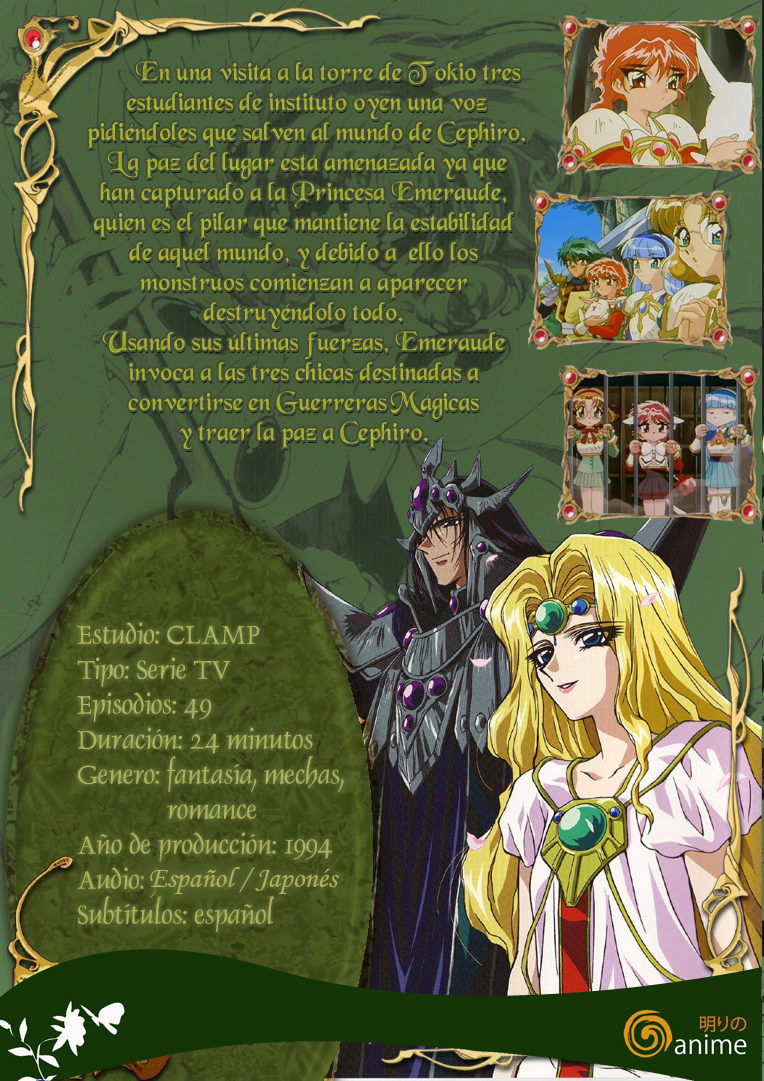 En una visita a la torre de Tokio tres
estudiantes de instituto oyen una voz
pidiéndoles que salven al mundo de Cephiro.
La paz del lugar está amenazada ya que
han capturado a la Princesa Emeraude,
quien es el pilar que mantiene la estabilidad
de aquel mundo, y debido a ello los
monstruos comienzan a aparecer
destruyéndolo todo.
Usando sus últimas fuerzas, Emeraude
invoca a las tres chicas destinadas a
convertirse en Guerreras Mágicas
y traer la paz a Cephiro.
Estudio: CLAMP
Tipo: Serie TV
Episodios: 49
Duración: 24 minutos
Genero: fantasía, mechas,
romance
Año de producción: 1994
Audio: Español / Japonés
Subtítulos: español
明りの
anime